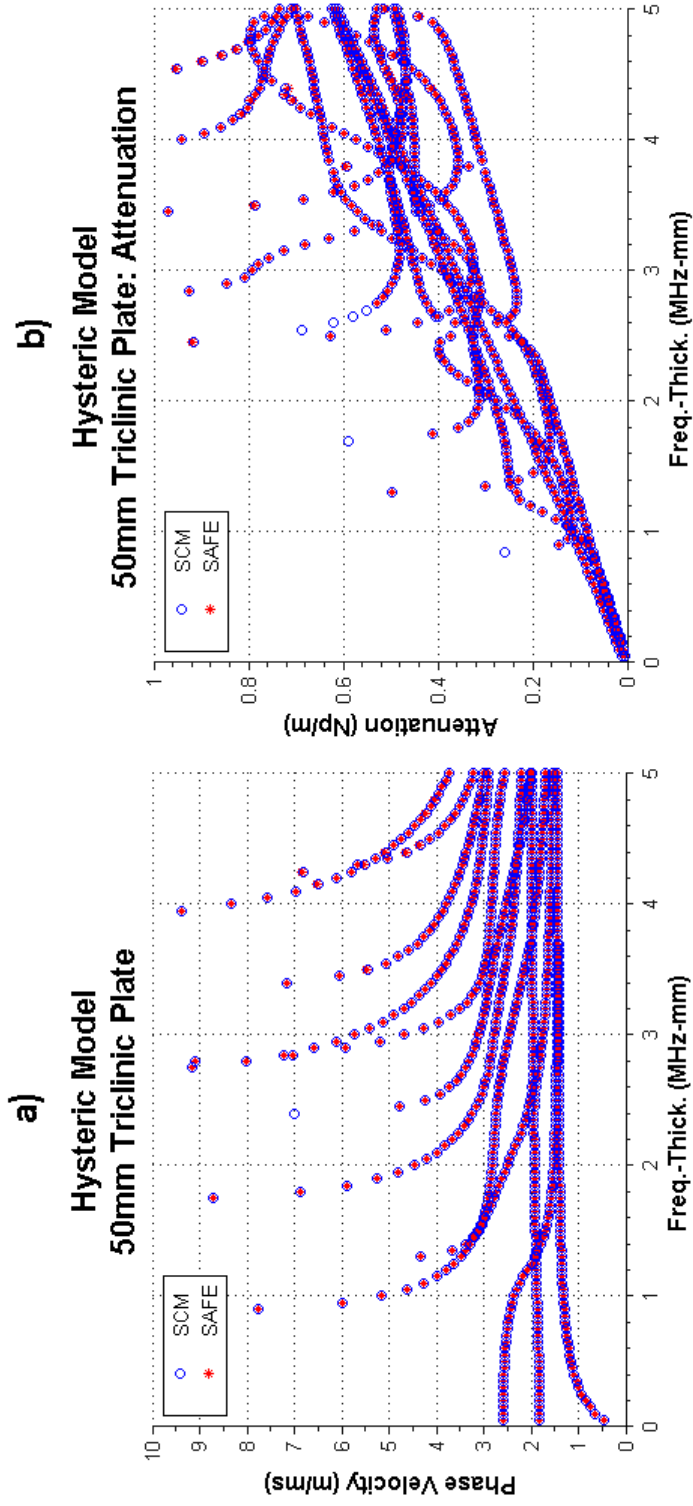 a)
Hysteric Model
50mm Triclinic Plate
SCM
SAFE
10
9
8
7
6
5
4
3
2
1
0
Phase Velocity (m/ms)
0 1 2 3 4 5
Freq.-Thick. (MHz-mm)
b)
Hysteric Model
50mm Triclinic Plate: Attenuation
SCM
SAFE
1
0.8
0.6
0.4
0.2
0
Attenuation (Np/m)
0 1 2 3 4 5
Freq.-Thick. (MHz-mm)